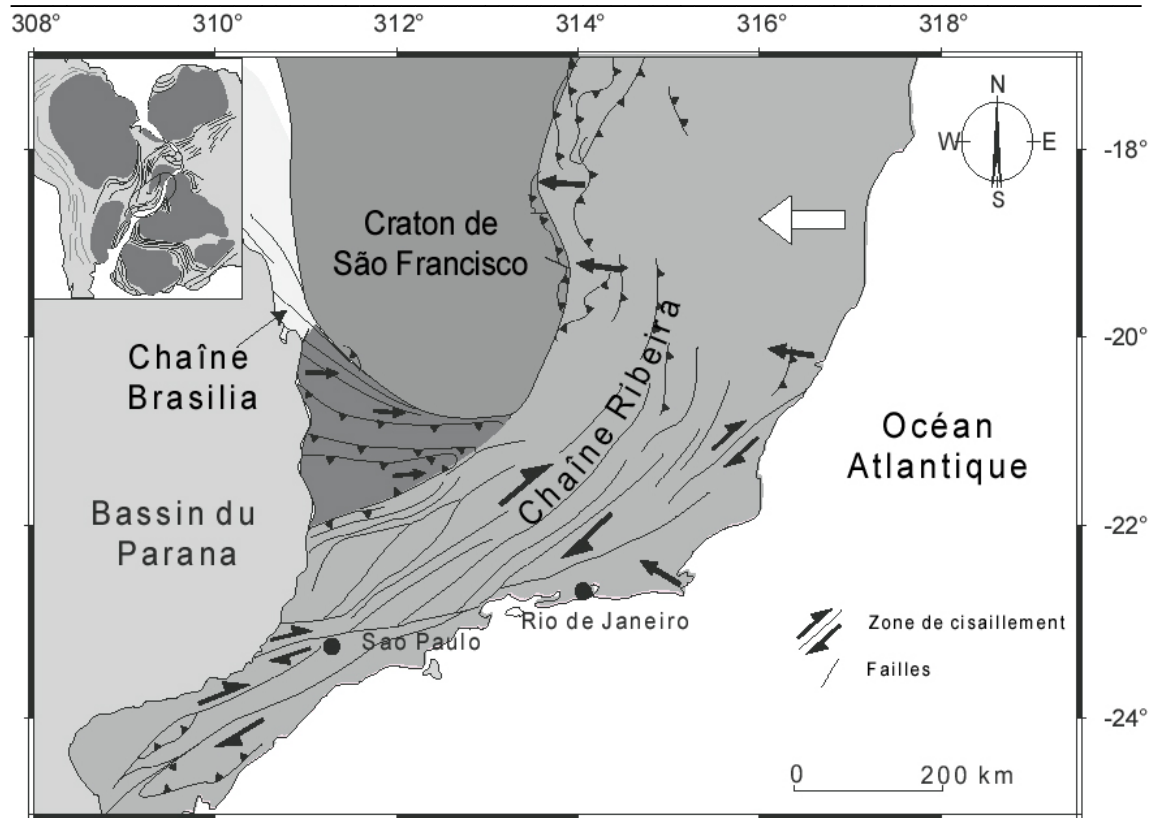 308° 310° 312° 314° 316° 318°
N
W E
S
-18°
Craton de
São Francisco
-20°
Chaîne
Brasilia
Chaîne Ribeira
Océan
Atlantique
Bassin du
Parana
-22°
Rio de Janeiro
Sao Paulo
Zone de cisaillement
Failles
-24°
0 200 km